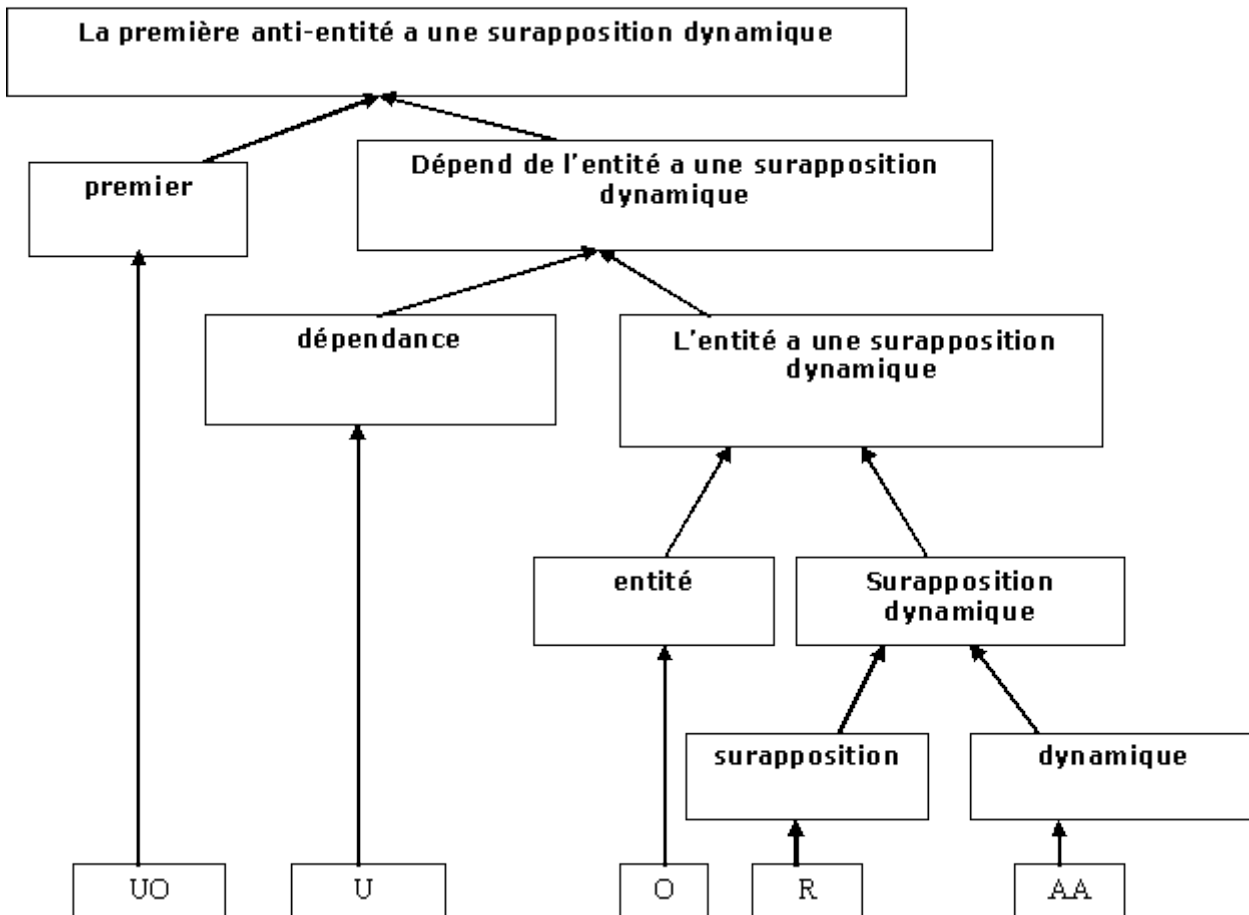 La première anti-entité a une surapposition dynamique
premier
Dépend de l'entité a une surapposition
dynamique
dépendance
L'entité a une surapposition
dynamique
entité
Surapposition
dynamique
surapposition
dynamique
UO
U
O
R
AA